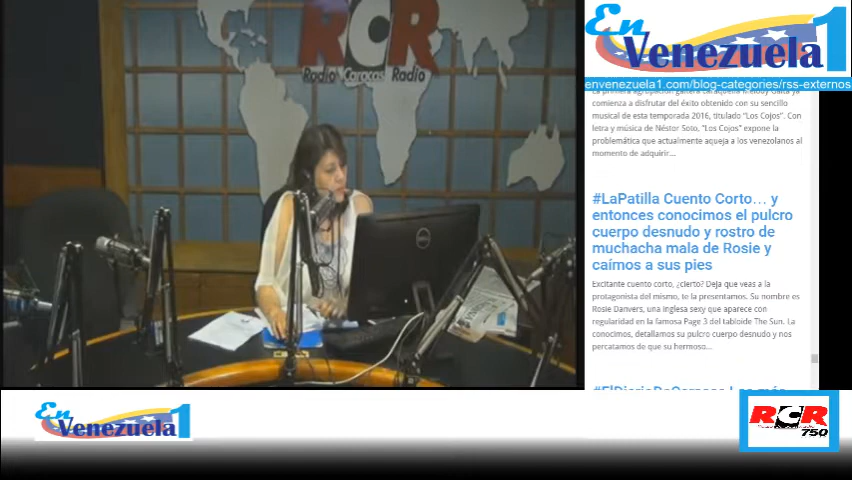 RCR
Radio Caracas Radio
DELL
En
Venezuela1
envenezuela1.com/blog-categories/rss-externos
comienza a disfrutar del éxito obtenido con su sencillo
musical de esta temporada 2016, titulado "Los Cojos". Con
letra y música de Néstor Soto, "Los Cojos" expone la
problemática que actualmente aqueja a los venezolanos al
momento de adquirir...
#LaPatilla Cuento Corto... y
entonces conocimos el pulcro
cuerpo desnudo y rostro de
muchacha mala de Rosie y
caímos a sus pies
Excitante cuento corto, ¿cierto? Deja que veas a la
protagonista del mismo, te la presentamos. Su nombre es
Rosie Danvers, una inglesa sexy que aparece con
regularidad en la famosa Page 3 del tabloide The Sun. La
conocimos, detallamos su pulcro cuerpo desnudo y nos
percatamos de que su hermoso...
En
Venezuela1
RCR
750